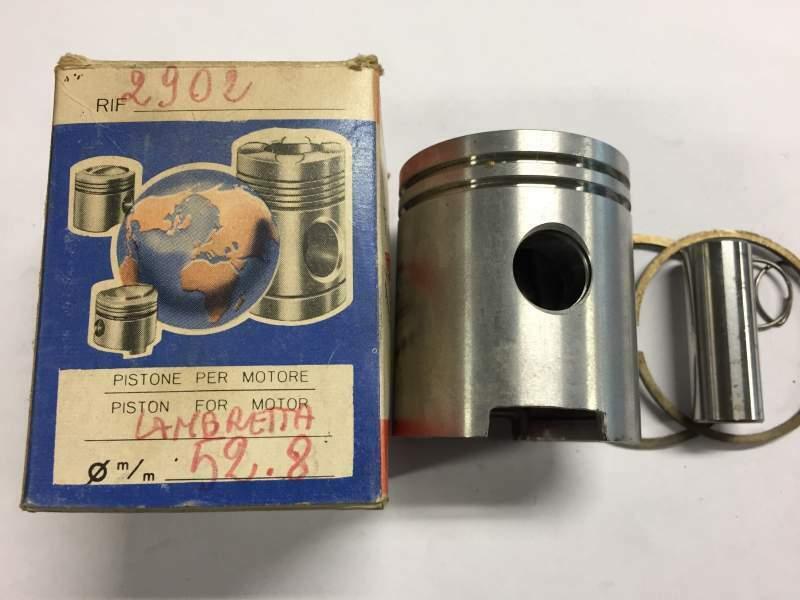 RIF 2902
PISTONE PER MOTORE
PISTON FOR MOTOR
LAMBRETTA
Ø m/m 52.8